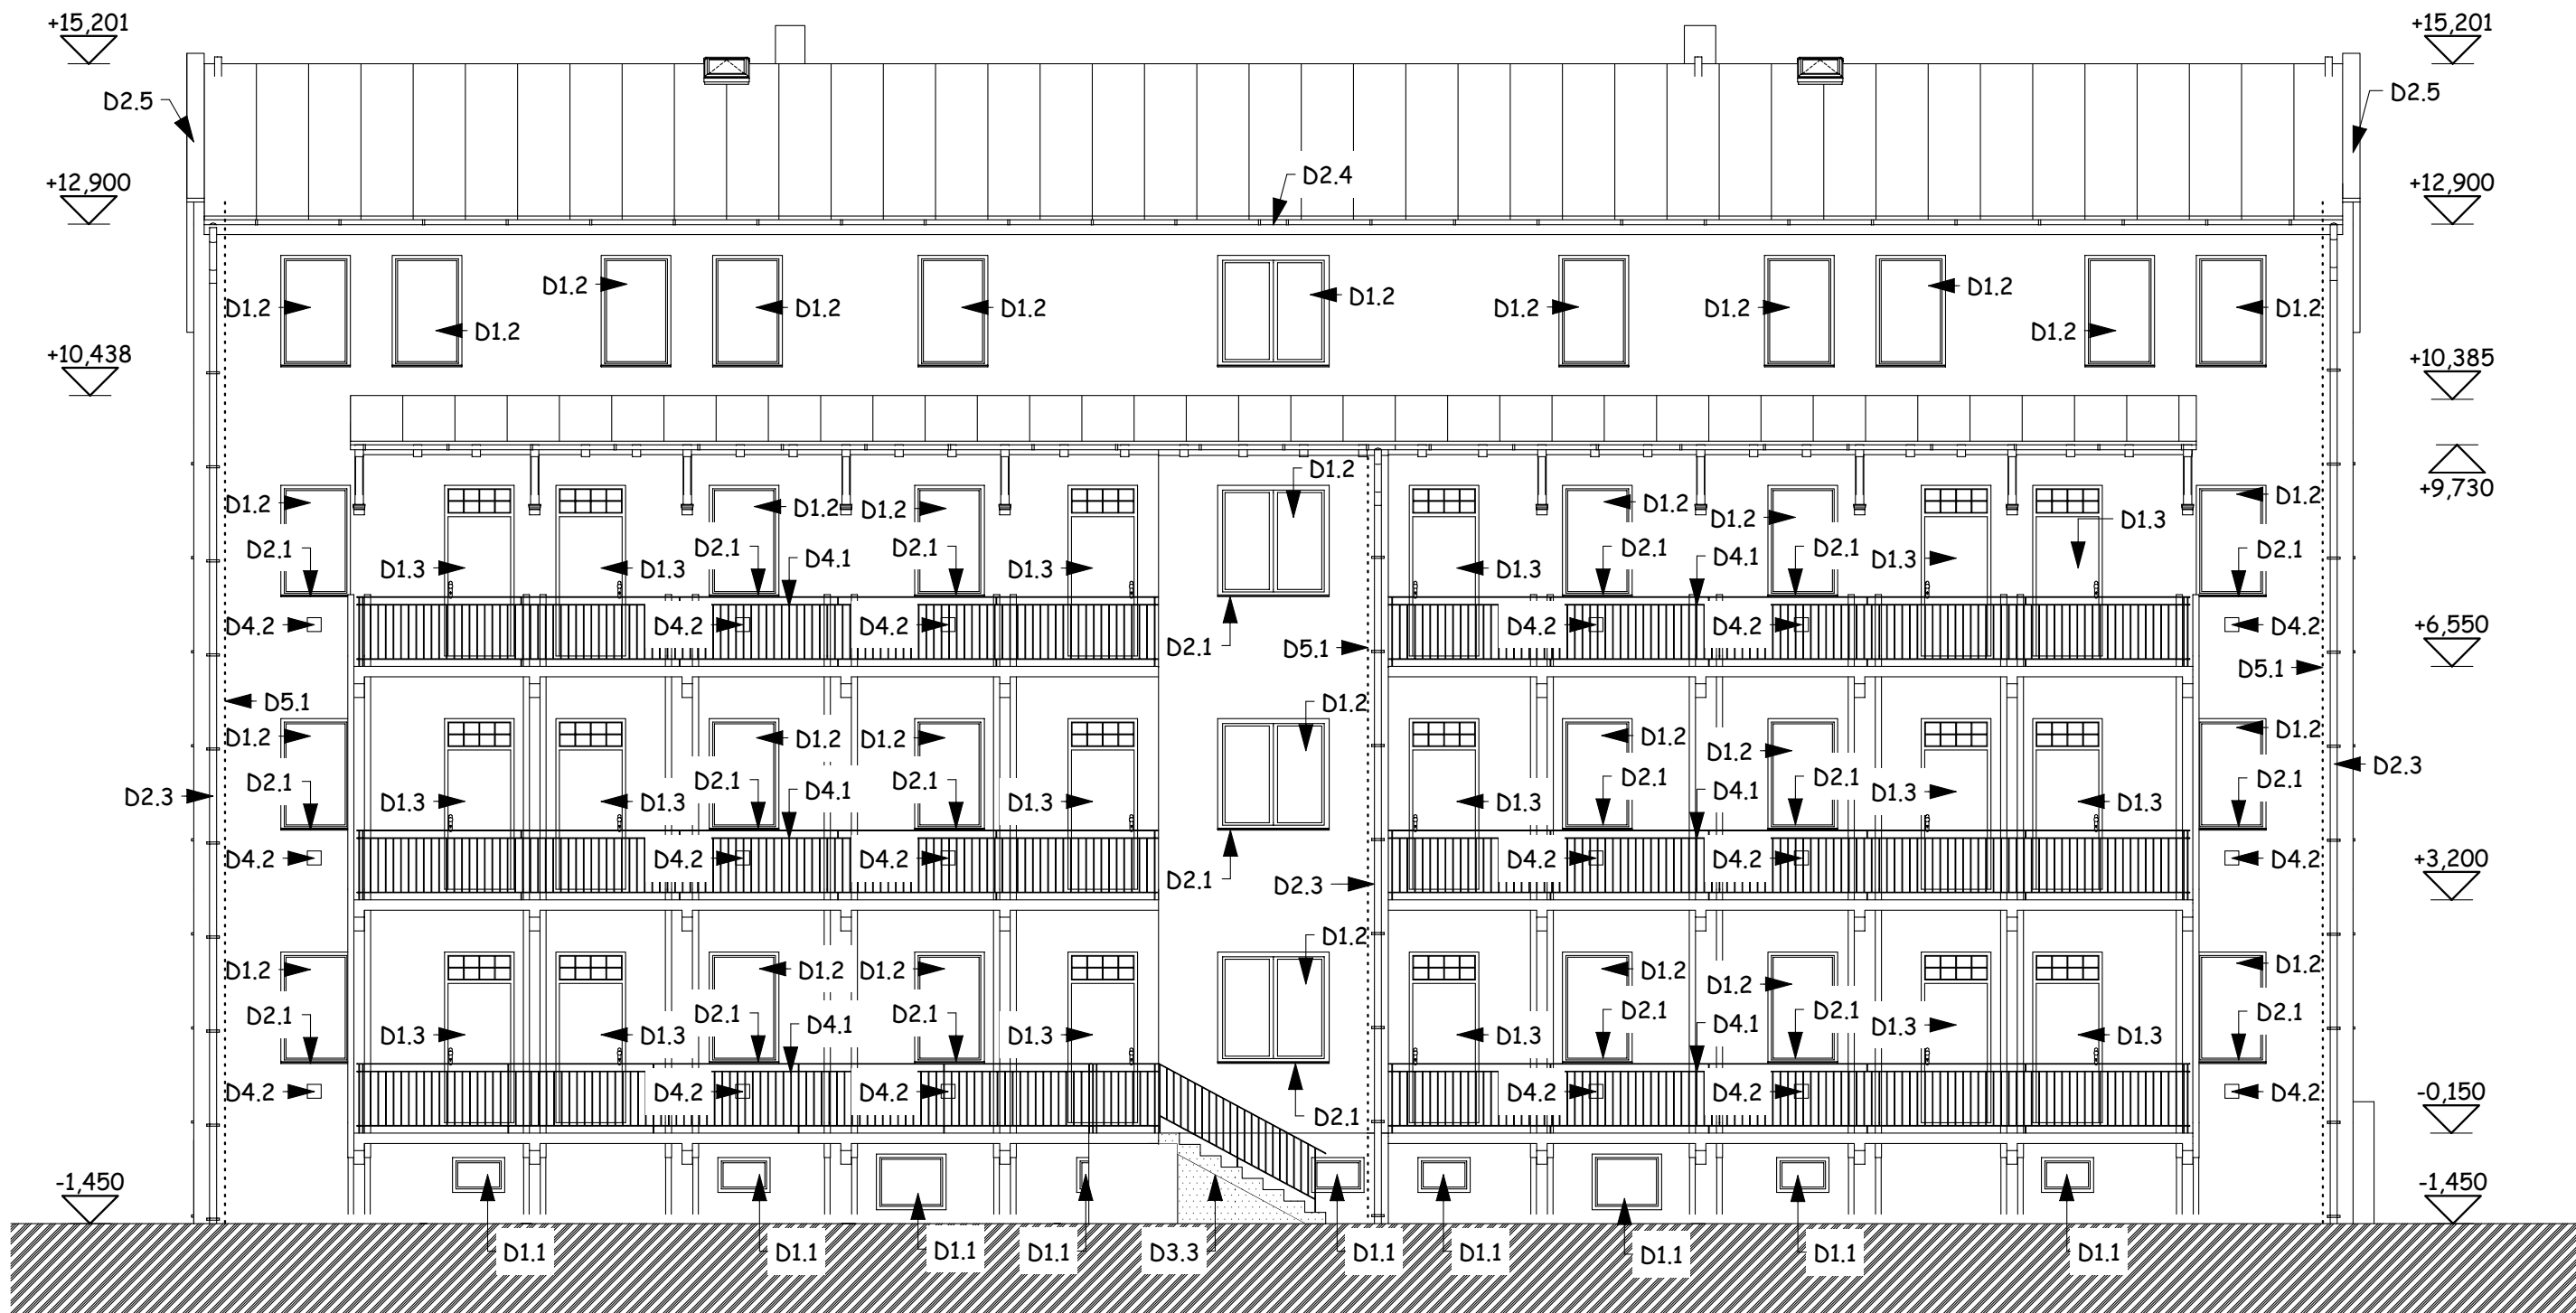 +15,201 +15,201
D2.5 D2.5
+12,900 D2.4 +12,900
D1.2 D1.2 D1.2 D1.2 D1.2 D1.2 D1.2 D1.2 D1.2 D1.2 D1.2
+10,438 +10,385
+9,730
D1.2 D1.2 D1.2 D1.2 D1.2 D1.2 D1.2
D2.1 D2.1 D4.1 D2.1 D2.1 D4.1 D2.1 D1.3 D2.1
D1.3 D1.3 D1.3 D1.3 D1.3
D4.2 D4.2 D4.2 D4.2 D4.2 D4.2 +6,550
D2.1 D5.1 D5.1
D5.1 D1.2
D1.2 D1.2 D1.2 D1.2 D1.2 D1.2
D2.1 D2.1 D4.1 D2.1 D2.1 D4.1 D2.1 D2.1
D2.3 D1.3 D1.3 D1.3 D1.3 D1.3 D1.3 D2.3
D4.2 D4.2 D4.2 D4.2 D4.2 D4.2 +3,200
D2.1 D2.3
D1.2
D1.2 D1.2 D1.2 D1.2 D1.2 D1.2
D2.1 D2.1 D4.1 D2.1 D2.1 D4.1 D2.1 D2.1
D1.3 D1.3 D1.3 D1.3 D1.3 D1.3
D4.2 D4.2 D4.2 D4.2 D4.2 D4.2 -0,150
D2.1
-1,450 -1,450
D1.1 D1.1 D1.1 D1.1 D3.3 D1.1 D1.1 D1.1 D1.1 D1.1